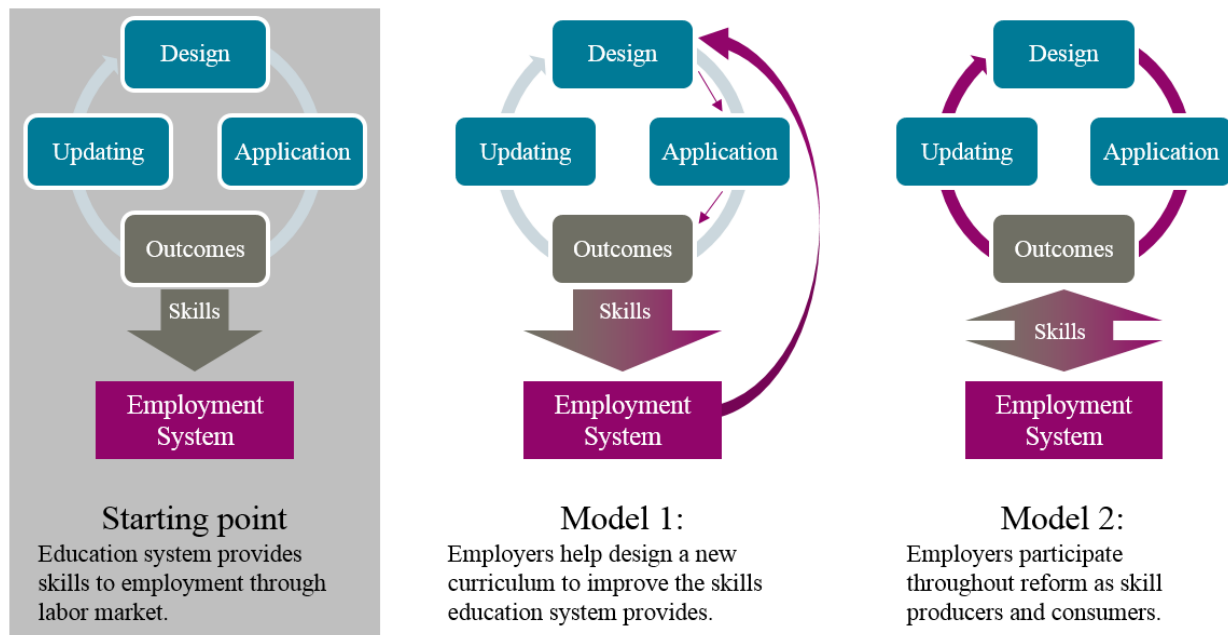 Design
Updating
Application
Outcomes
Skills
Employment
System
Starting point
Education system provides
skills to employment through
labor market.
Design
Updating
Application
Outcomes
Skills
Employment
System
Model 1:
Employers help design a new
curriculum to improve the skills
education system provides.
Design
Updating
Application
Outcomes
Skills
Employment
System
Model 2:
Employers participate
throughout reform as skill
producers and consumers.